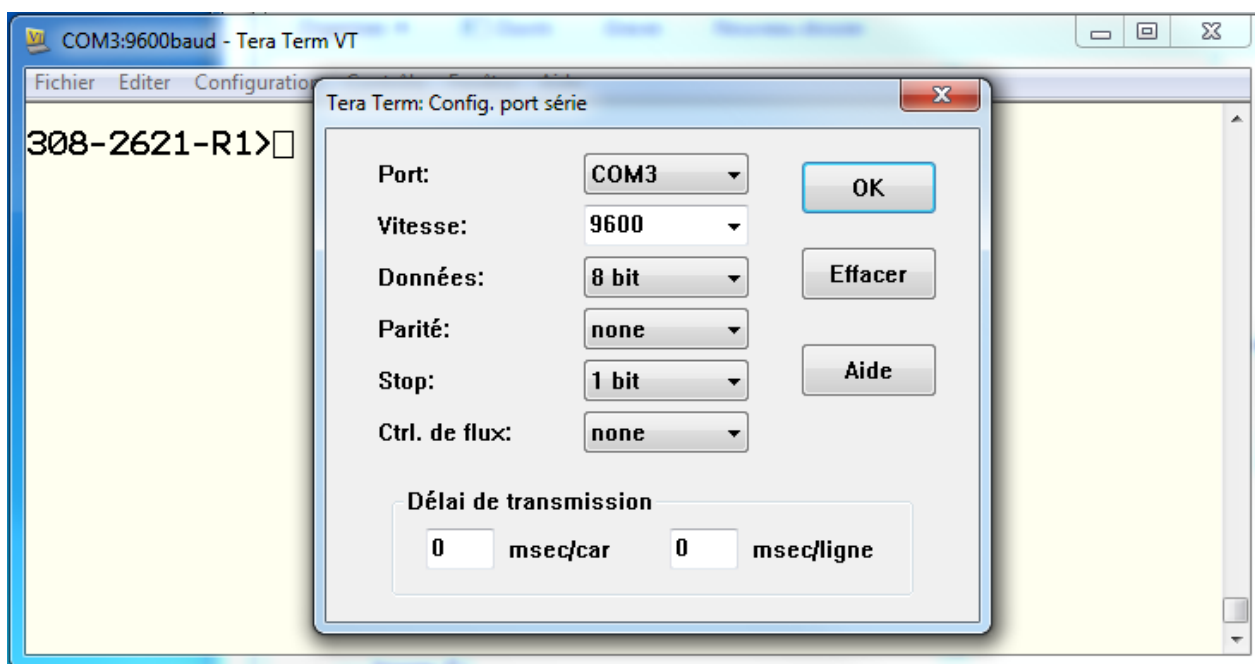 COM3:9600baud - Tera Term VT
Fichier Editer Configuration
Tera Term: Config. port série
308-2621-R1>
Port: COM3
OK
Vitesse: 9600
Données: 8 bit
Effacer
Parité: none
Stop: 1 bit
Aide
Ctrl. de flux: none
Délai de transmission
0 msec/car 0 msec/ligne